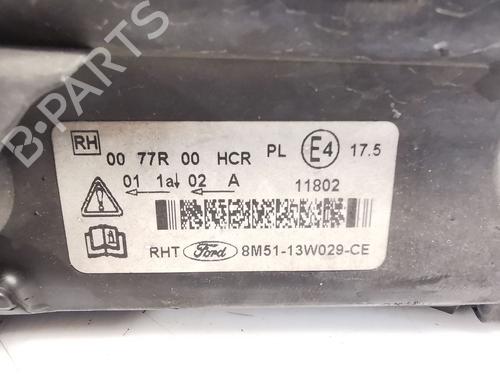 RH
00 77R 00 HCR PL E4 17.5
01 1a↓ 02 A 11802
RHT Ford 8M51-13W029-CE
B-PARTS